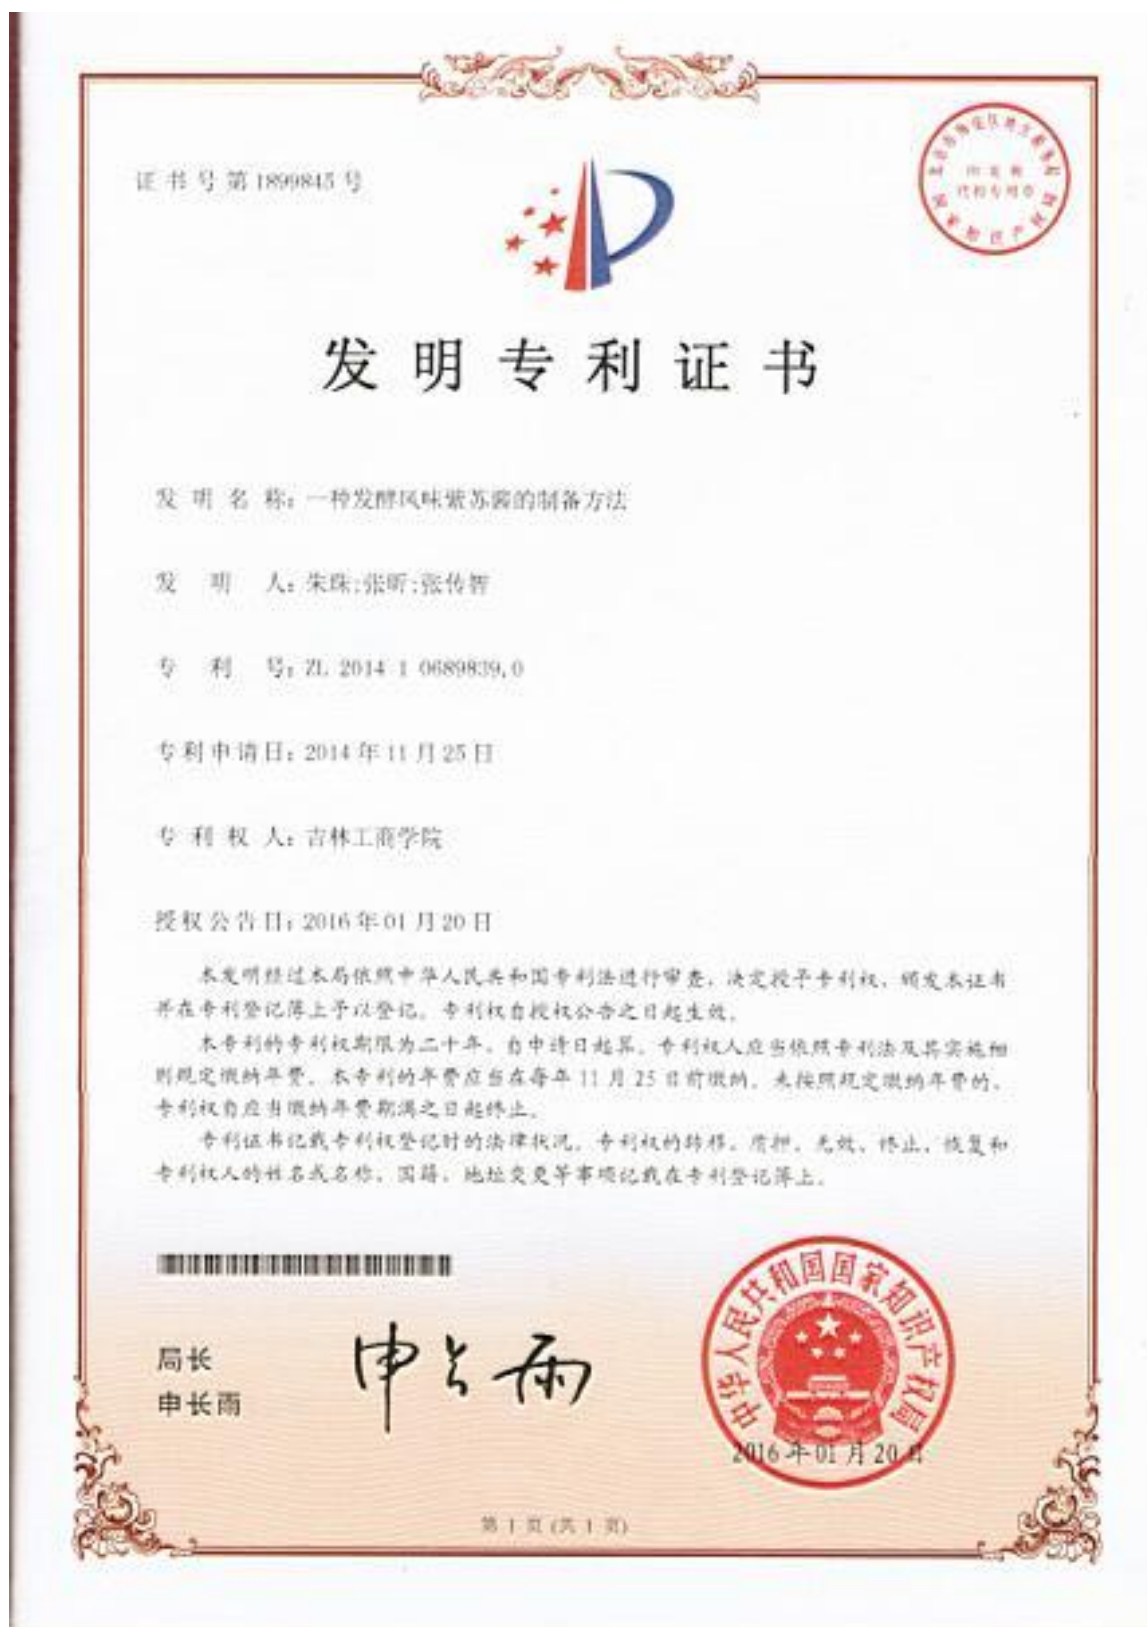 证书号第1899845号
发明专利证书
发明名称：一种发酵风味紫苏酱的制备方法
发明人：朱珠;张昕;张传智
专利号：ZL 2014 1 0689839.0
专利申请日：2014年11月25日
专利权人：吉林工商学院
授权公告日：2016年01月20日
本发明经过本局依照中华人民共和国专利法进行审查，决定授予专利权，颁发本证书
并在专利登记簿上予以登记。专利权自授权公告之日起生效。
本专利的专利权期限为二十年，自申请日起算。专利权人应当依照专利法及其实施细
则规定缴纳年费。本专利的年费应当在每年11月25日前缴纳。未按照规定缴纳年费的，
专利权自应当缴纳年费期满之日起终止。
专利证书记载专利权登记时的法律状况。专利权的转移、质押、无效、终止、恢复和
专利权人的姓名或名称、国籍、地址变更等事项记载在专利登记簿上。
局长
申长雨
申长雨
中华人民共和国国家知识产权局
2016年01月20日
第1页(共1页)